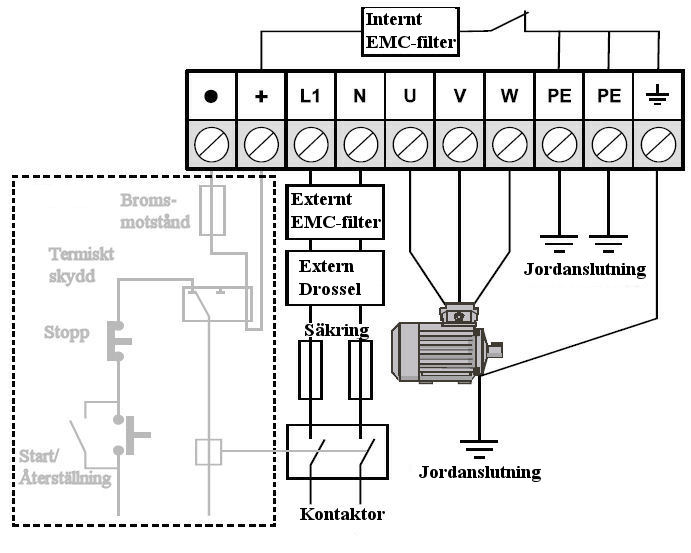 Internt
EMC-filter
● + L1 N U V W PE PE
Broms-
motstånd
Externt
EMC-filter
Termiskt
skydd
Extern
Drossel
Jordanslutning
Stopp
Säkring
Start/
Återställning
Jordanslutning
Kontaktor